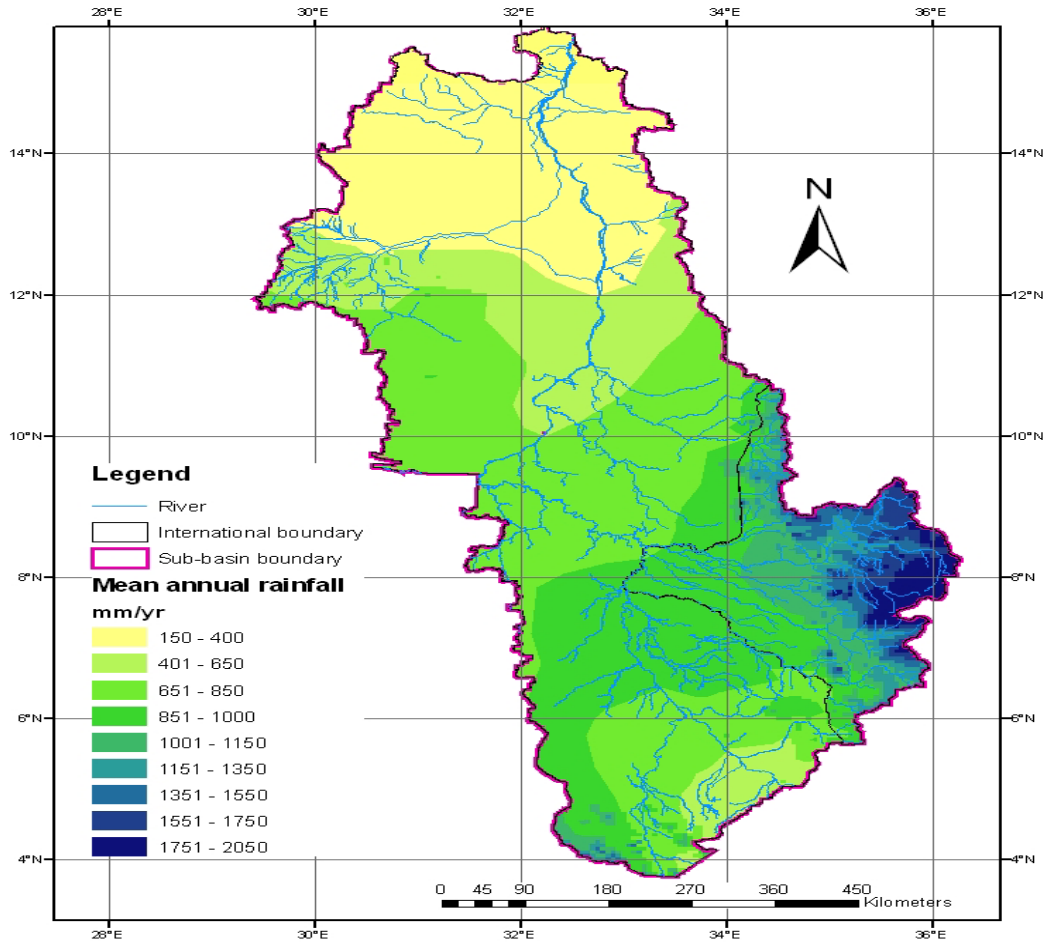 28°E 30°E 32°E 34°E 36°E
N
14°N 14°N
12°N 12°N
10°N 10°N
Legend
River
International boundary
Sub-basin boundary
8°N 8°N
Mean annual rainfall
mm/yr
150 - 400
401 - 650
651 - 850
851 - 1000
1001 - 1150
1151 - 1350
1351 - 1550
1551 - 1750
1751 - 2050
6°N 6°N
4°N 4°N
0 45 90 180 270 360 450
Kilometers
28°E 30°E 32°E 34°E 36°E